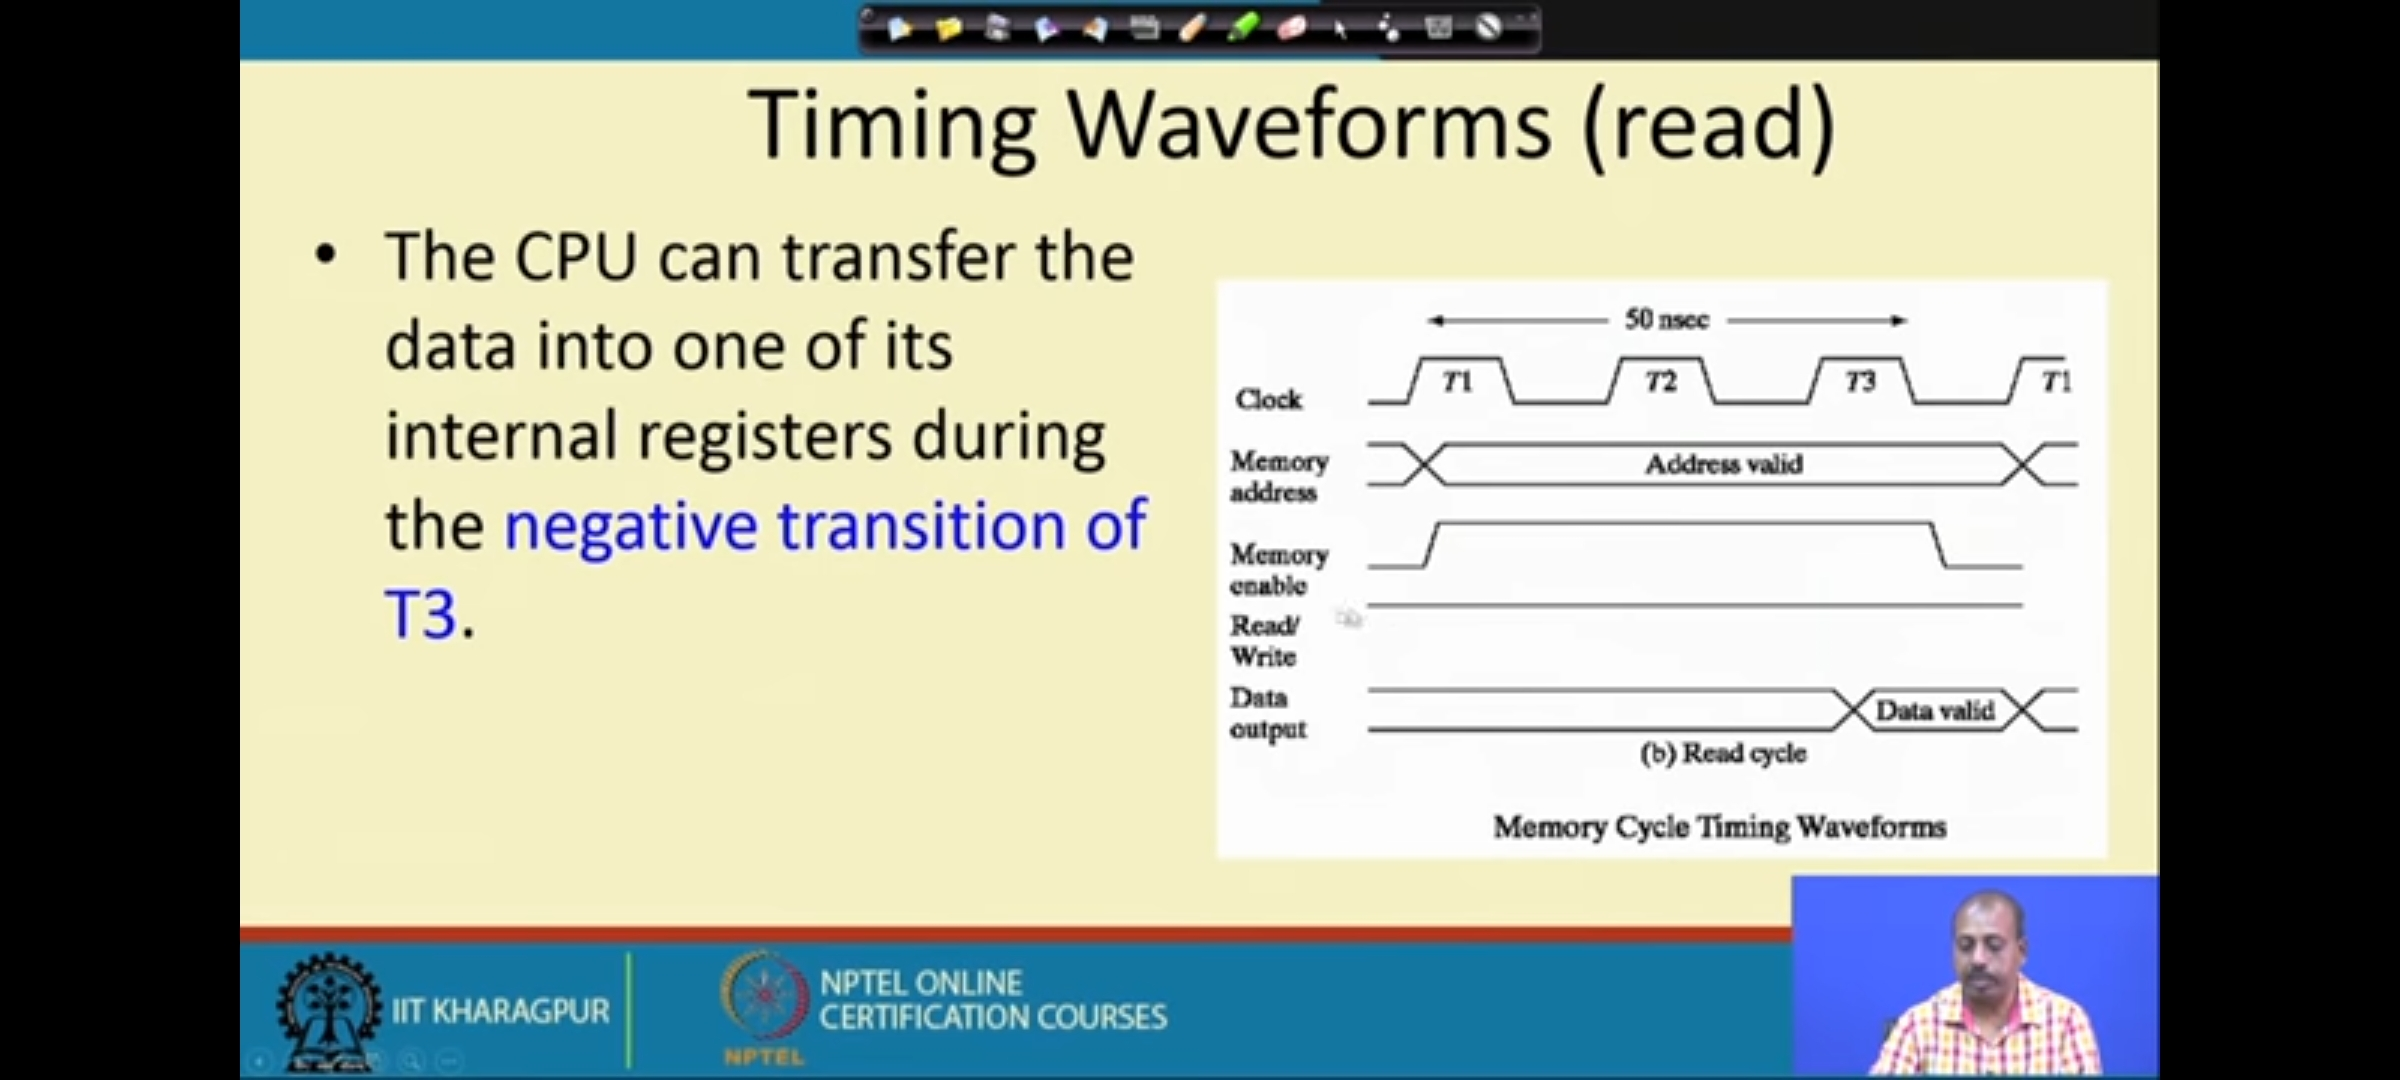 Timing Waveforms (read)
• The CPU can transfer the
data into one of its
internal registers during
the negative transition of
T3.
50 nsec
Clock
T1
T2
T3
T1
Memory
address
Address valid
Memory
enable
Read/
Write
Data
output
Data valid
(b) Read cycle
Memory Cycle Timing Waveforms
IIT KHARAGPUR
NPTEL
NPTEL ONLINE
CERTIFICATION COURSES